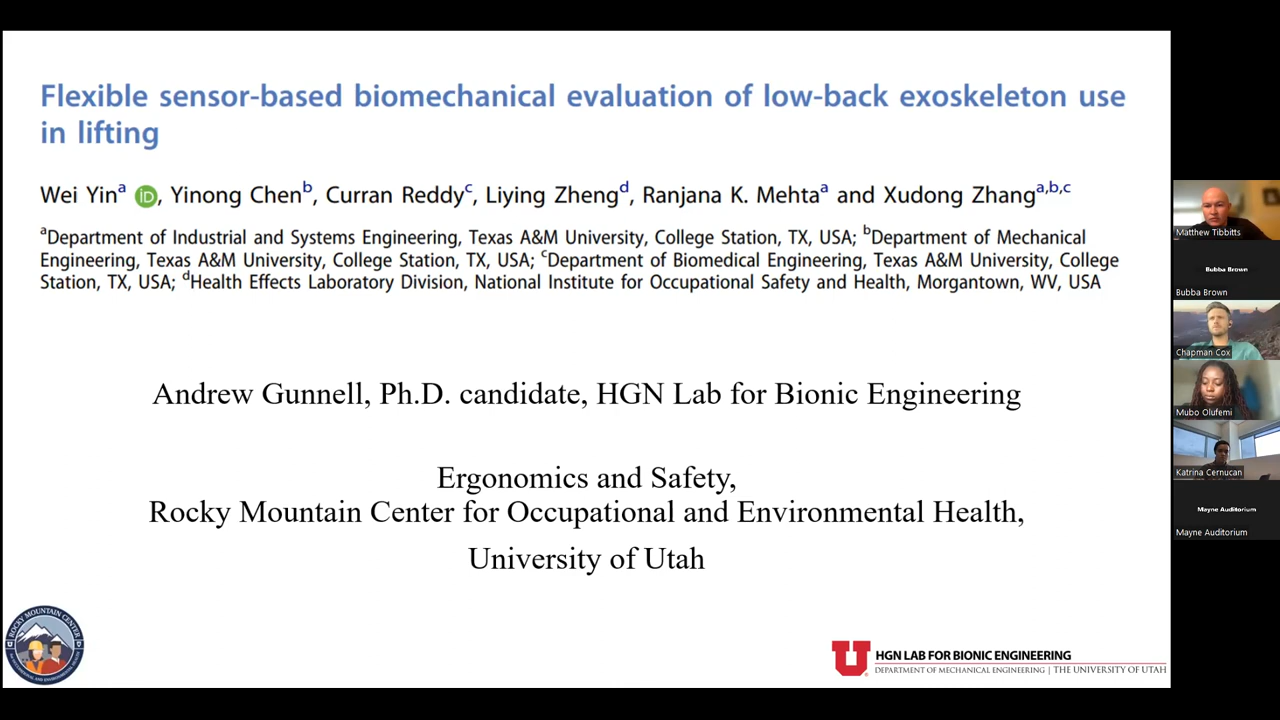 Flexible sensor-based biomechanical evaluation of low-back exoskeleton use
in lifting
Wei Yinᵃ iD, Yinong Chenᵇ, Curran Reddyᶜ, Liying Zhengᵈ, Ranjana K. Mehtaᵃ and Xudong Zhangᵃ,ᵇ,ᶜ
ᵃDepartment of Industrial and Systems Engineering, Texas A&M University, College Station, TX, USA; ᵇDepartment of Mechanical
Engineering, Texas A&M University, College Station, TX, USA; ᶜDepartment of Biomedical Engineering, Texas A&M University, College
Station, TX, USA; ᵈHealth Effects Laboratory Division, National Institute for Occupational Safety and Health, Morgantown, WV, USA
Andrew Gunnell, Ph.D. candidate, HGN Lab for Bionic Engineering
Ergonomics and Safety,
Rocky Mountain Center for Occupational and Environmental Health,
University of Utah
ROCKY MOUNTAIN CENTER
U
HGN LAB FOR BIONIC ENGINEERING
DEPARTMENT OF MECHANICAL ENGINEERING | THE UNIVERSITY OF UTAH
Matthew Tibbitts
Bubba Brown
Bubba Brown
Chapman Cox
Mubo Olufemi
Katrina Cernucan
Mayne Auditorium
Mayne Auditorium